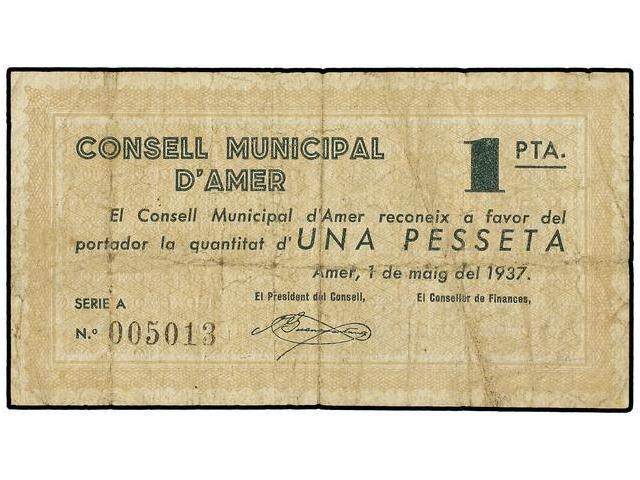 CONSELL MUNICIPAL
D'AMER
1 PTA.
El Consell Municipal d'Amer reconeix a favor del
portador la quantitat d'UNA PESSETA
Amer, 1 de maig del 1937.
SERIE A
El President del Consell,
El Conseller de Finances,
N.º 005013